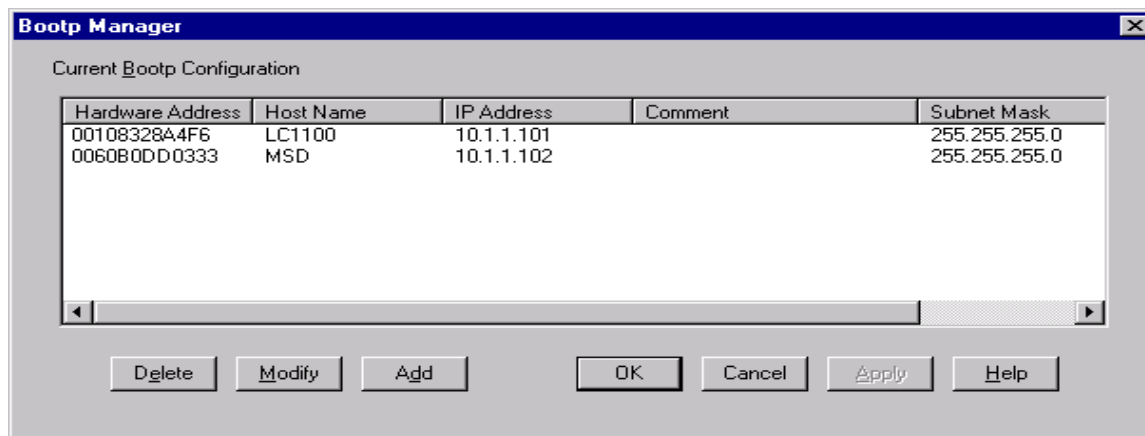 Bootp Manager
Current Bootp Configuration
Hardware Address Host Name IP Address Comment Subnet Mask
00108328A4F6 LC1100 10.1.1.101 255.255.255.0
0060B0DD0333 MSD 10.1.1.102 255.255.255.0
Delete Modify Add OK Cancel Apply Help